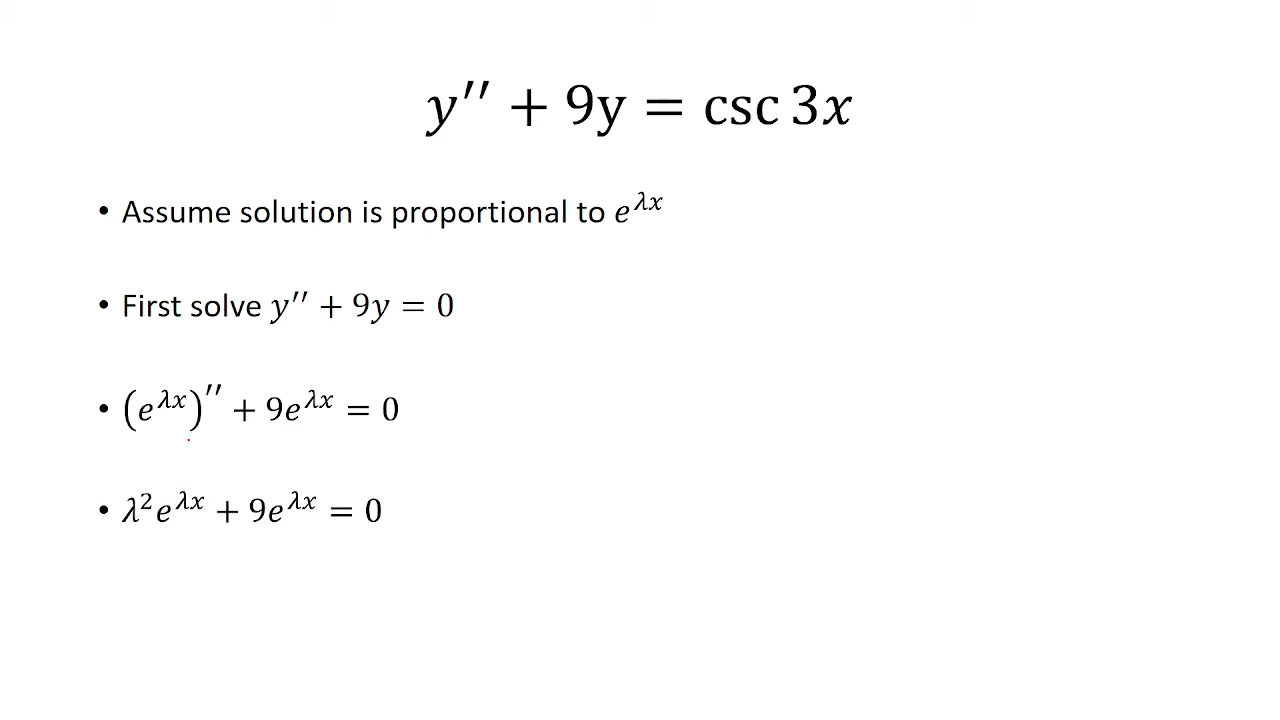 y′′ + 9y = csc 3x
• Assume solution is proportional to e^{λx}
• First solve y′′ + 9y = 0
• (e^{λx})′′ + 9e^{λx} = 0
• λ²e^{λx} + 9e^{λx} = 0